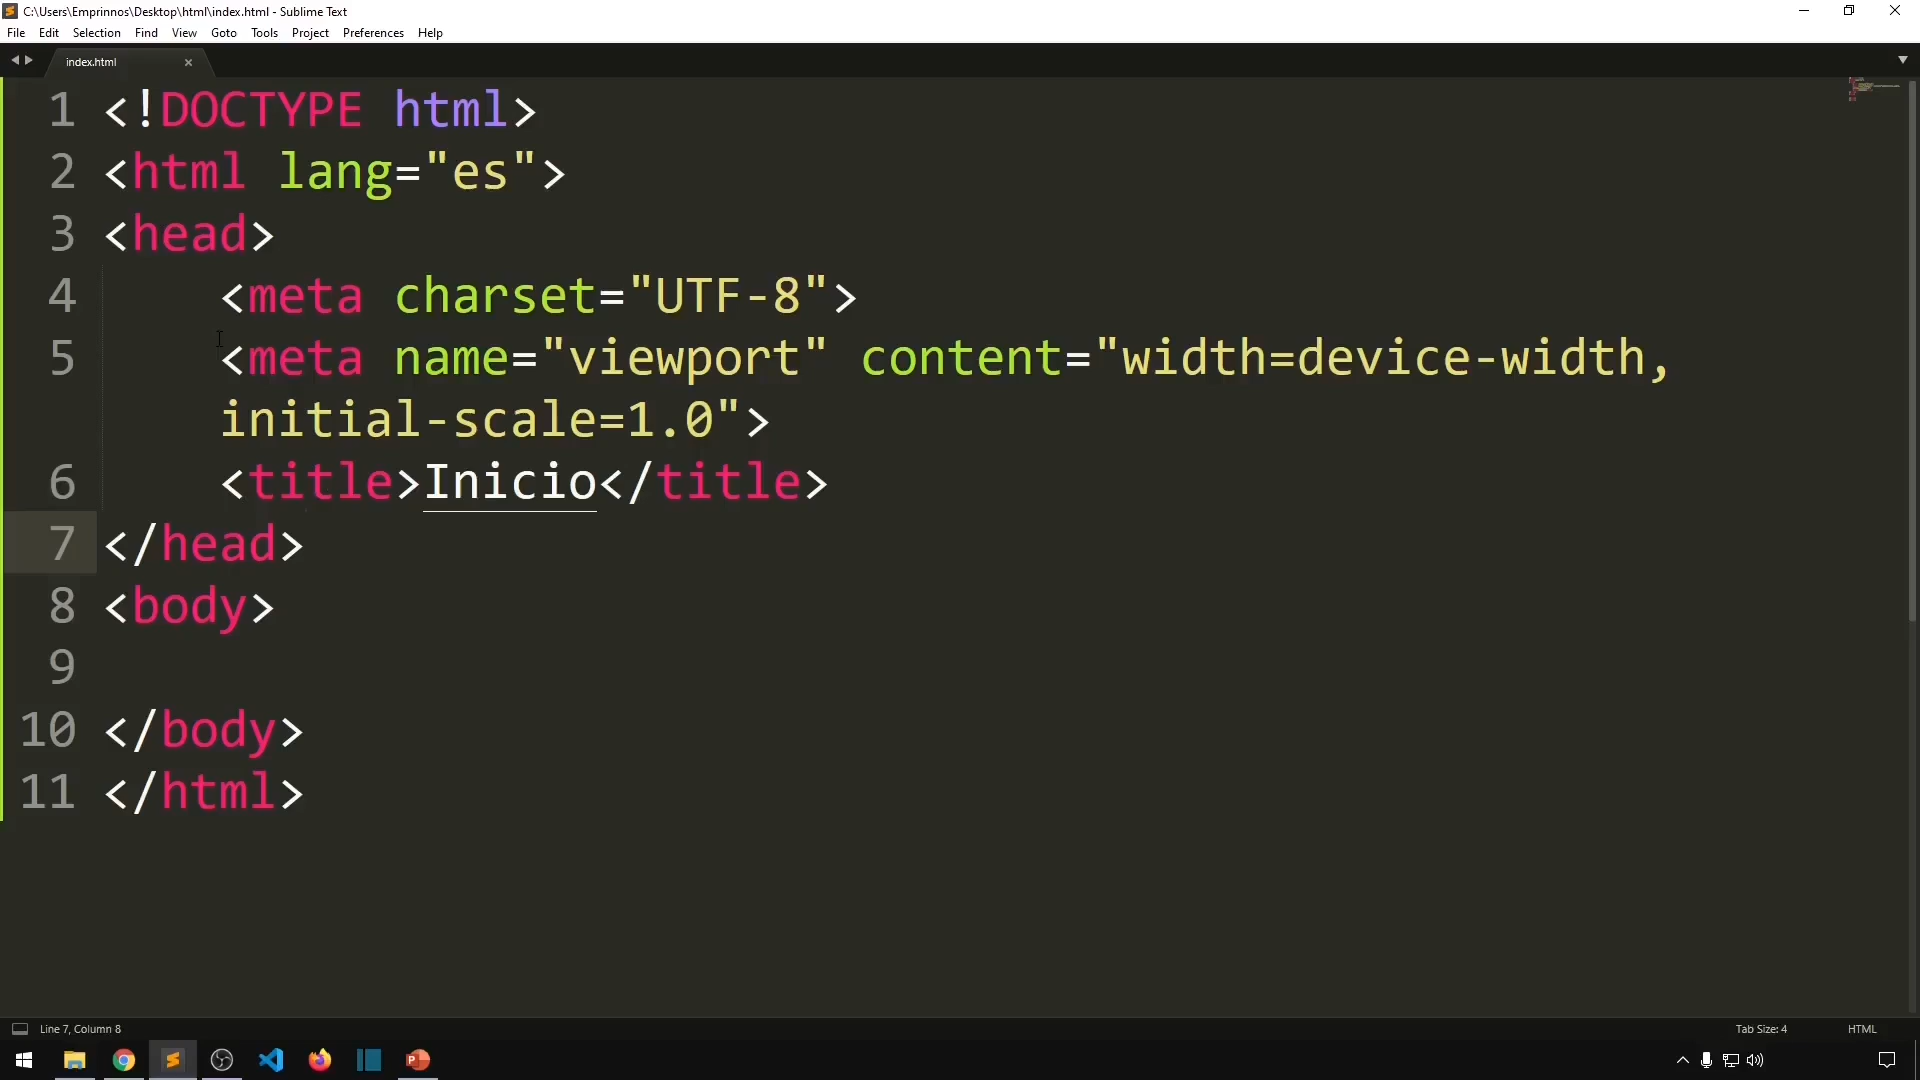 C:\Users\Emprinnos\Desktop\html\index.html - Sublime Text
File Edit Selection Find View Goto Tools Project Preferences Help
index.html
1 <!DOCTYPE html>
2 <html lang="es">
3 <head>
4 <meta charset="UTF-8">
5 <meta name="viewport" content="width=device-width,
initial-scale=1.0">
6 <title>Inicio</title>
7 </head>
8 <body>
9
10 </body>
11 </html>
Line 7, Column 8 Tab Size: 4 HTML